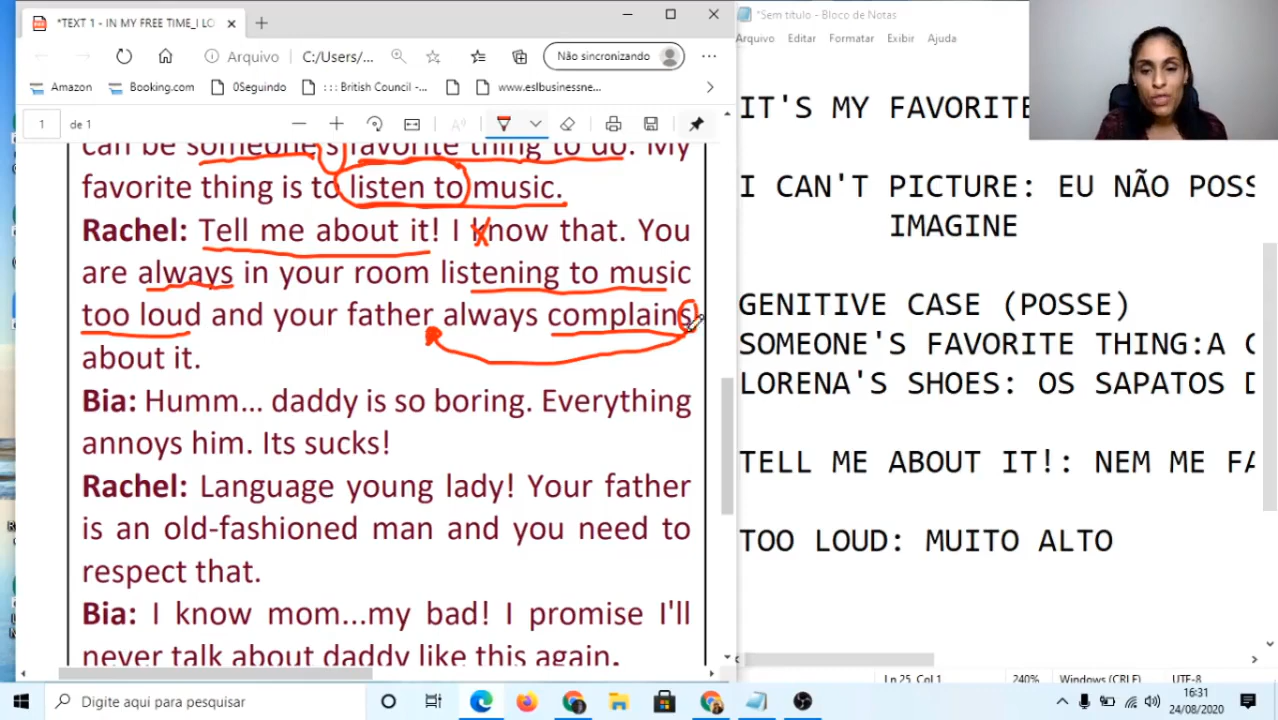 *TEXT 1 - IN MY FREE TIME_I LO
Arquivo
C:/Users/...
Não sincronizando
Amazon
Booking.com
0Seguindo
::: British Council -...
www.eslbusinessne...
1
de 1
can be someone's favorite thing to do. My
favorite thing is to listen to music.
Rachel: Tell me about it! I know that. You
are always in your room listening to music
too loud and your father always complains
about it.
Bia: Humm... daddy is so boring. Everything
annoys him. Its sucks!
Rachel: Language young lady! Your father
is an old-fashioned man and you need to
respect that.
Bia: I know mom...my bad! I promise I'll
never talk about daddy like this again.
*Sem título - Bloco de Notas
Arquivo Editar Formatar Exibir Ajuda
IT'S MY FAVORITE
I CAN'T PICTURE: EU NÃO POSS
IMAGINE
GENITIVE CASE (POSSE)
SOMEONE'S FAVORITE THING:A C
LORENA'S SHOES: OS SAPATOS D
TELL ME ABOUT IT!: NEM ME FA
TOO LOUD: MUITO ALTO
Ln 25, Col 1
240%
Windows (CRLF)
UTF-8
Digite aqui para pesquisar
16:31
24/08/2020